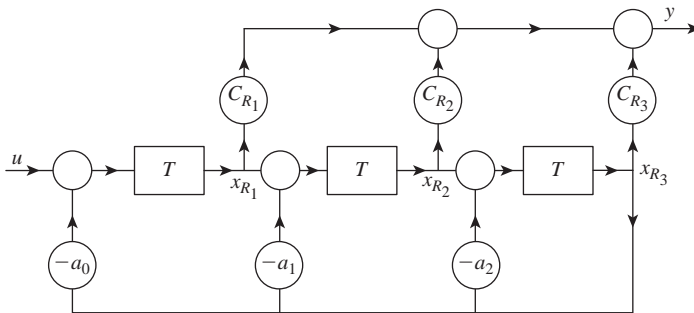 y
C_{R_1} C_{R_2} C_{R_3}
u T T T
x_{R_1} x_{R_2} x_{R_3}
−a_0 −a_1 −a_2